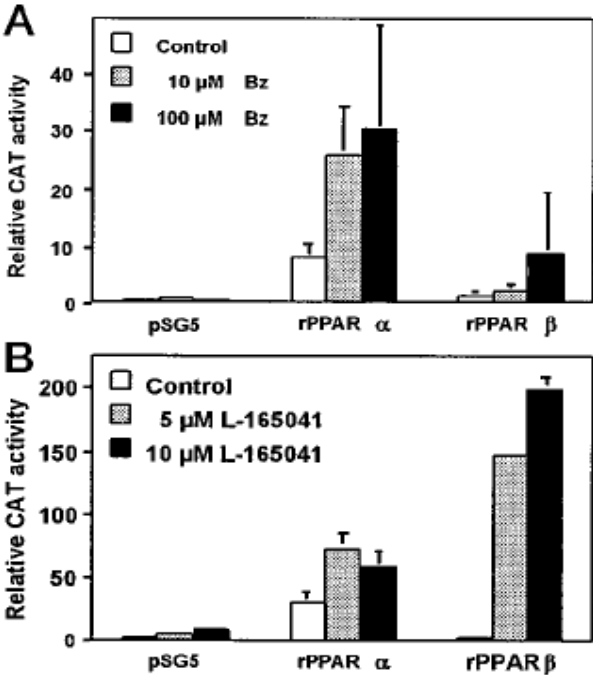 A
Control
10 µM Bz
100 µM Bz
Relative CAT activity
40
30
20
10
0
pSG5
rPPAR α
rPPAR β
B
Control
5 µM L-165041
10 µM L-165041
Relative CAT activity
200
150
100
50
0
pSG5
rPPAR α
rPPAR β